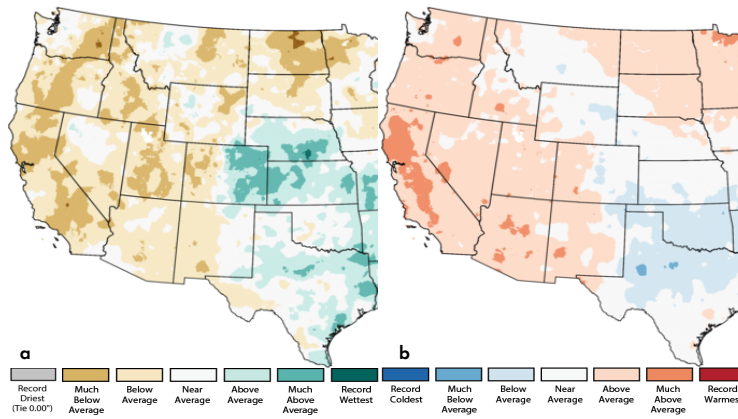 a
b
Record
Driest
(Tie 0.00")
Much
Below
Average
Below
Average
Near
Average
Above
Average
Much
Above
Average
Record
Wettest
Record
Coldest
Much
Below
Average
Below
Average
Near
Average
Above
Average
Much
Above
Average
Record
Warmes